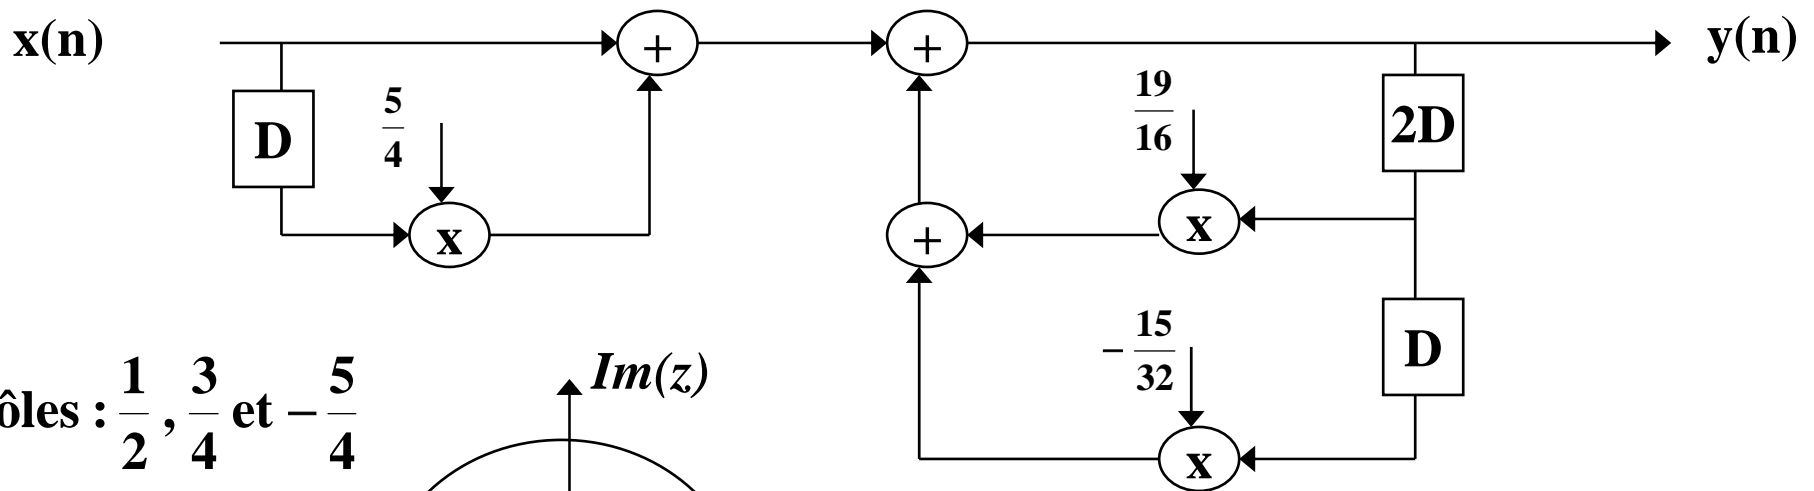 x(n)
+
+
y(n)
D
5/4
19/16
2D
x
+
x
- 15/32
D
ôles : 1/2 , 3/4 et - 5/4
Im(z)
x